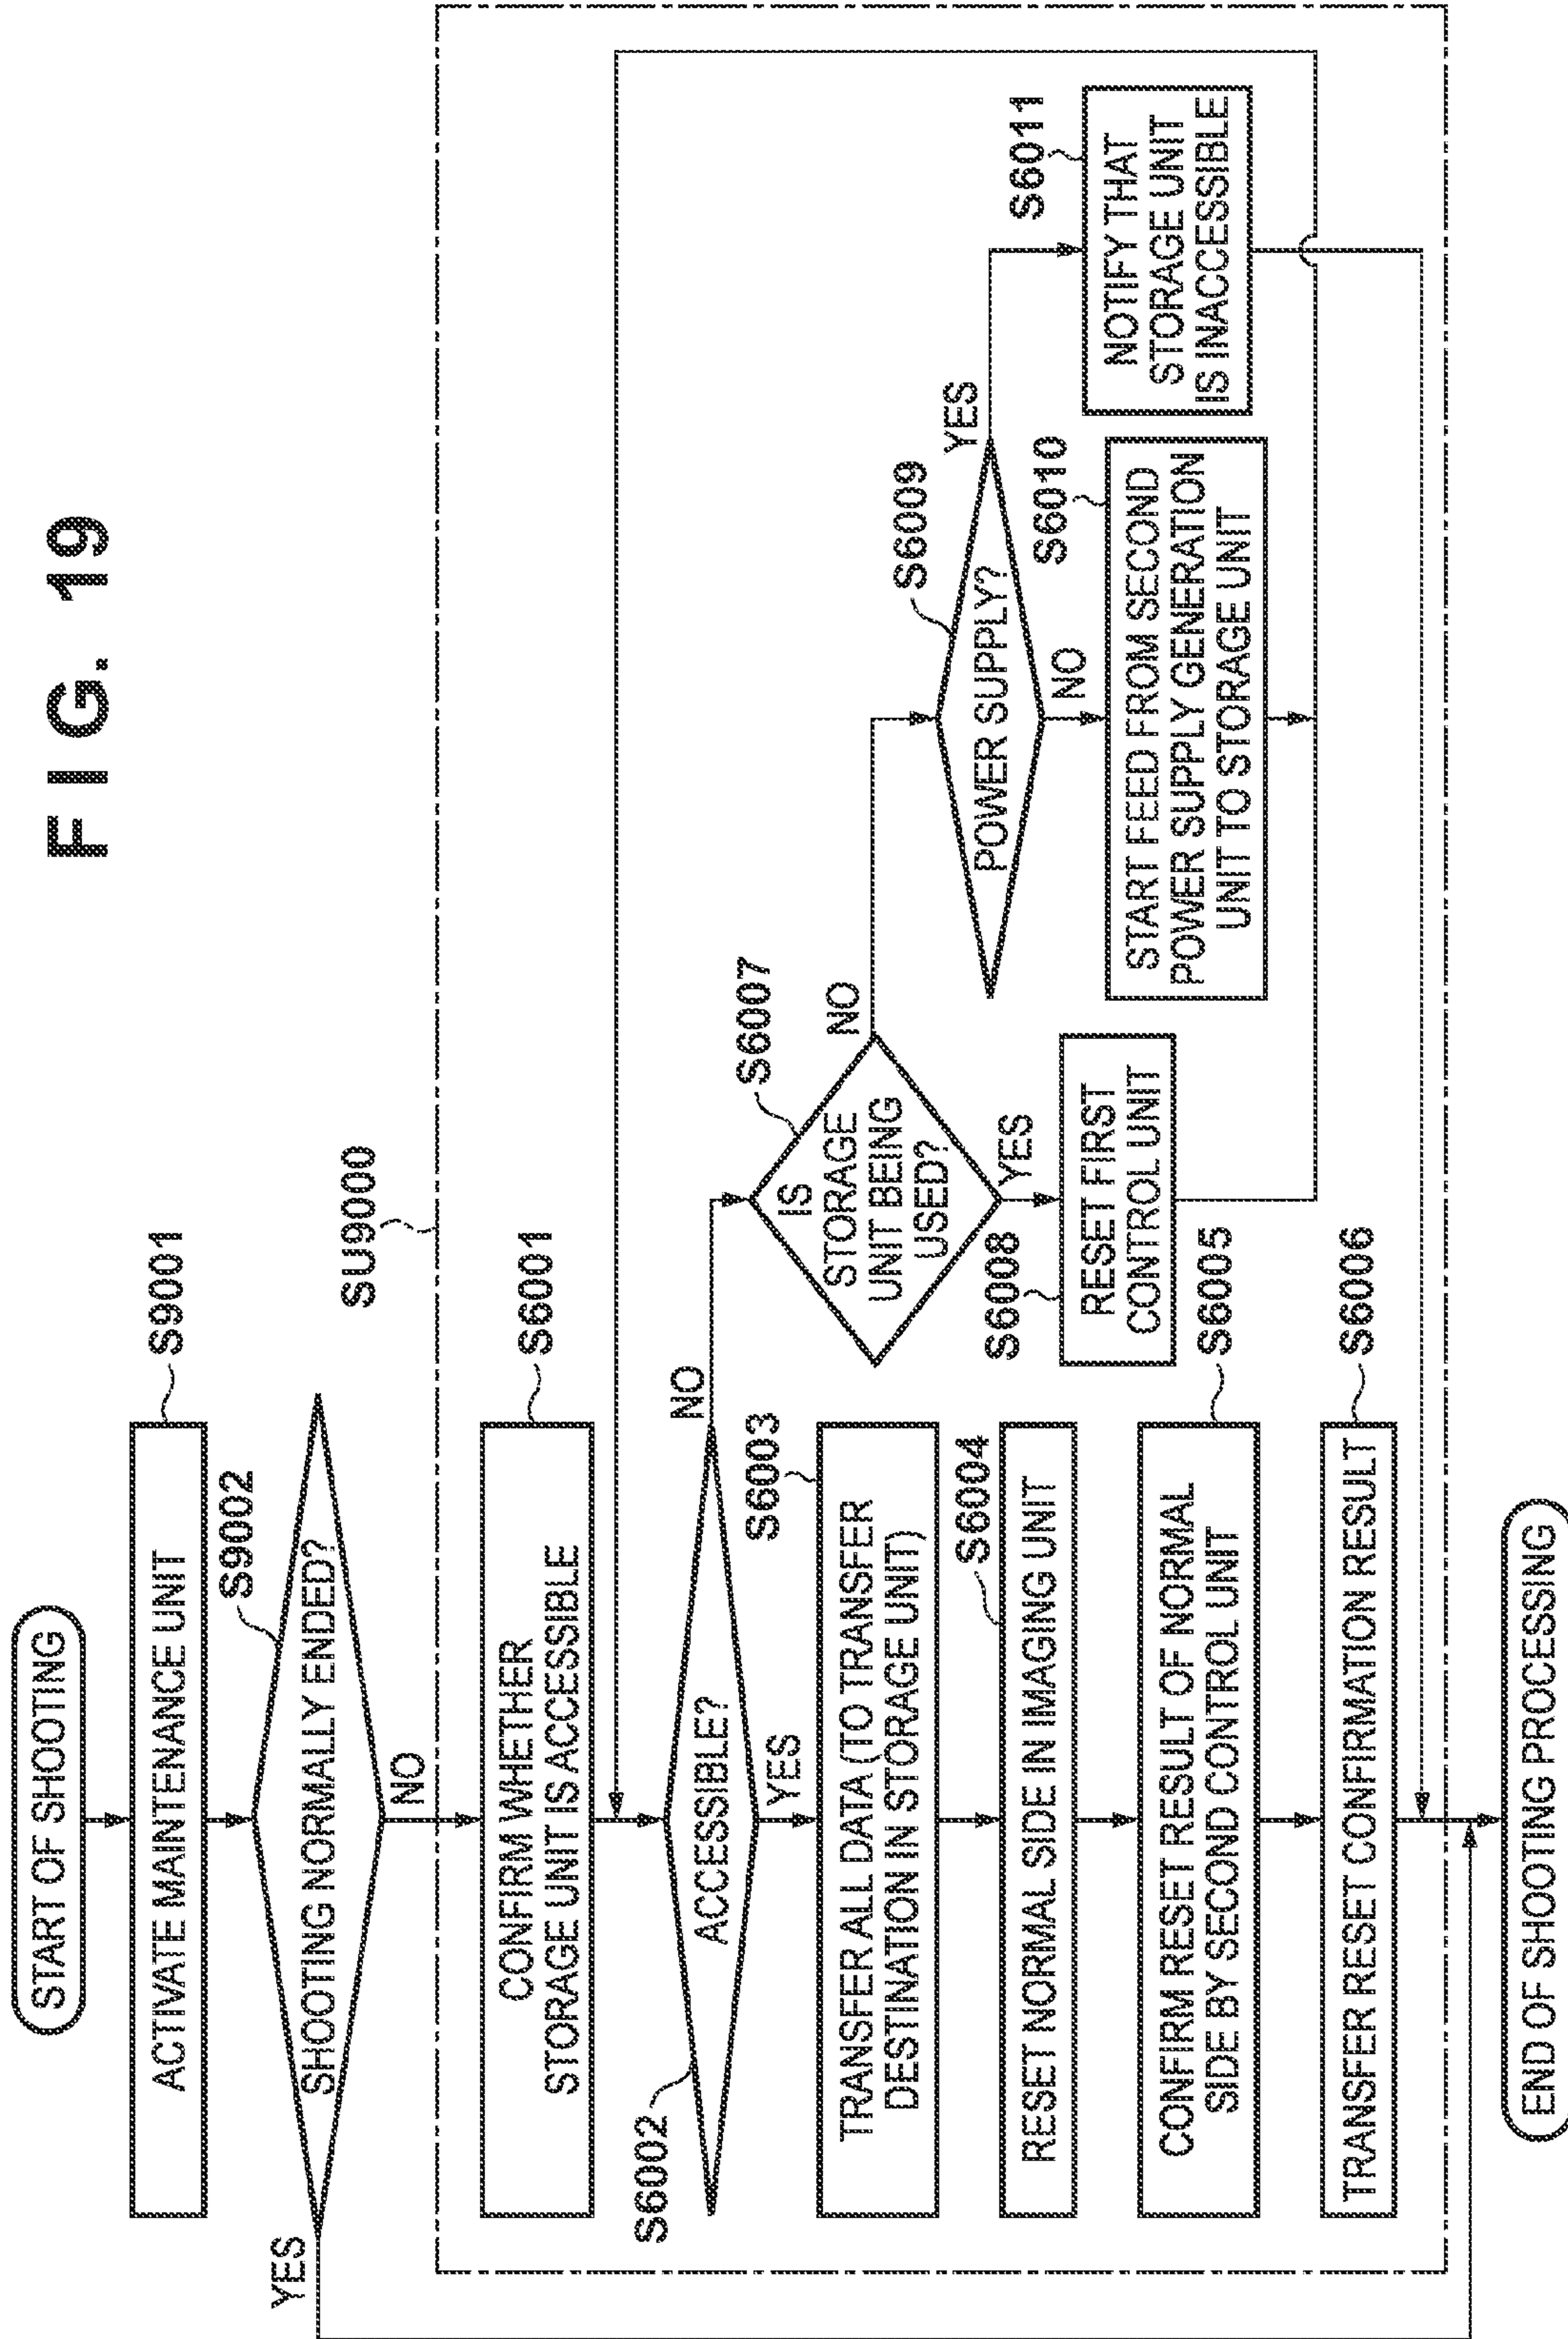 FIG. 19
START OF SHOOTING
ACTIVATE MAINTENANCE UNIT
S9001
S9002
SHOOTING NORMALLY ENDED?
YES
NO
SU9000
CONFIRM WHETHER
STORAGE UNIT IS ACCESSIBLE
S6001
S6002
ACCESSIBLE?
NO
YES
S6003
TRANSFER ALL DATA (TO TRANSFER
DESTINATION IN STORAGE UNIT)
S6004
RESET NORMAL SIDE IN IMAGING UNIT
CONFIRM RESET RESULT OF NORMAL
SIDE BY SECOND CONTROL UNIT
S6005
TRANSFER RESET CONFIRMATION RESULT
S6006
END OF SHOOTING PROCESSING
S6007
IS
STORAGE
UNIT BEING
USED?
NO
YES
S6008
RESET FIRST
CONTROL UNIT
S6009
POWER SUPPLY?
YES
NO
S6010
START FEED FROM SECOND
POWER SUPPLY GENERATION
UNIT TO STORAGE UNIT
S6011
NOTIFY THAT
STORAGE UNIT
IS INACCESSIBLE